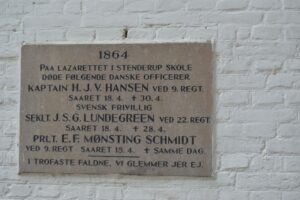 1864
PAA LAZARETTET I STENDERUP SKOLE
DØDE FØLGENDE DANSKE OFFICERER
KAPTAIN H. J. V. HANSEN VED 9. REGT.
SAARET 18. 4. ✝ 30. 4.
SVENSK FRIVILLIG
SEKLT. J. S. G. LUNDEGREEN VED 22. REGT.
SAARET 18. 4. ✝ 28. 4.
PRLT. E. F. MØNSTING SCHMIDT
VED 9. REGT. SAARET 18. 4. ✝ SAMME DAG.
I TROFASTE FALDNE, VI GLEMMER JER EJ.